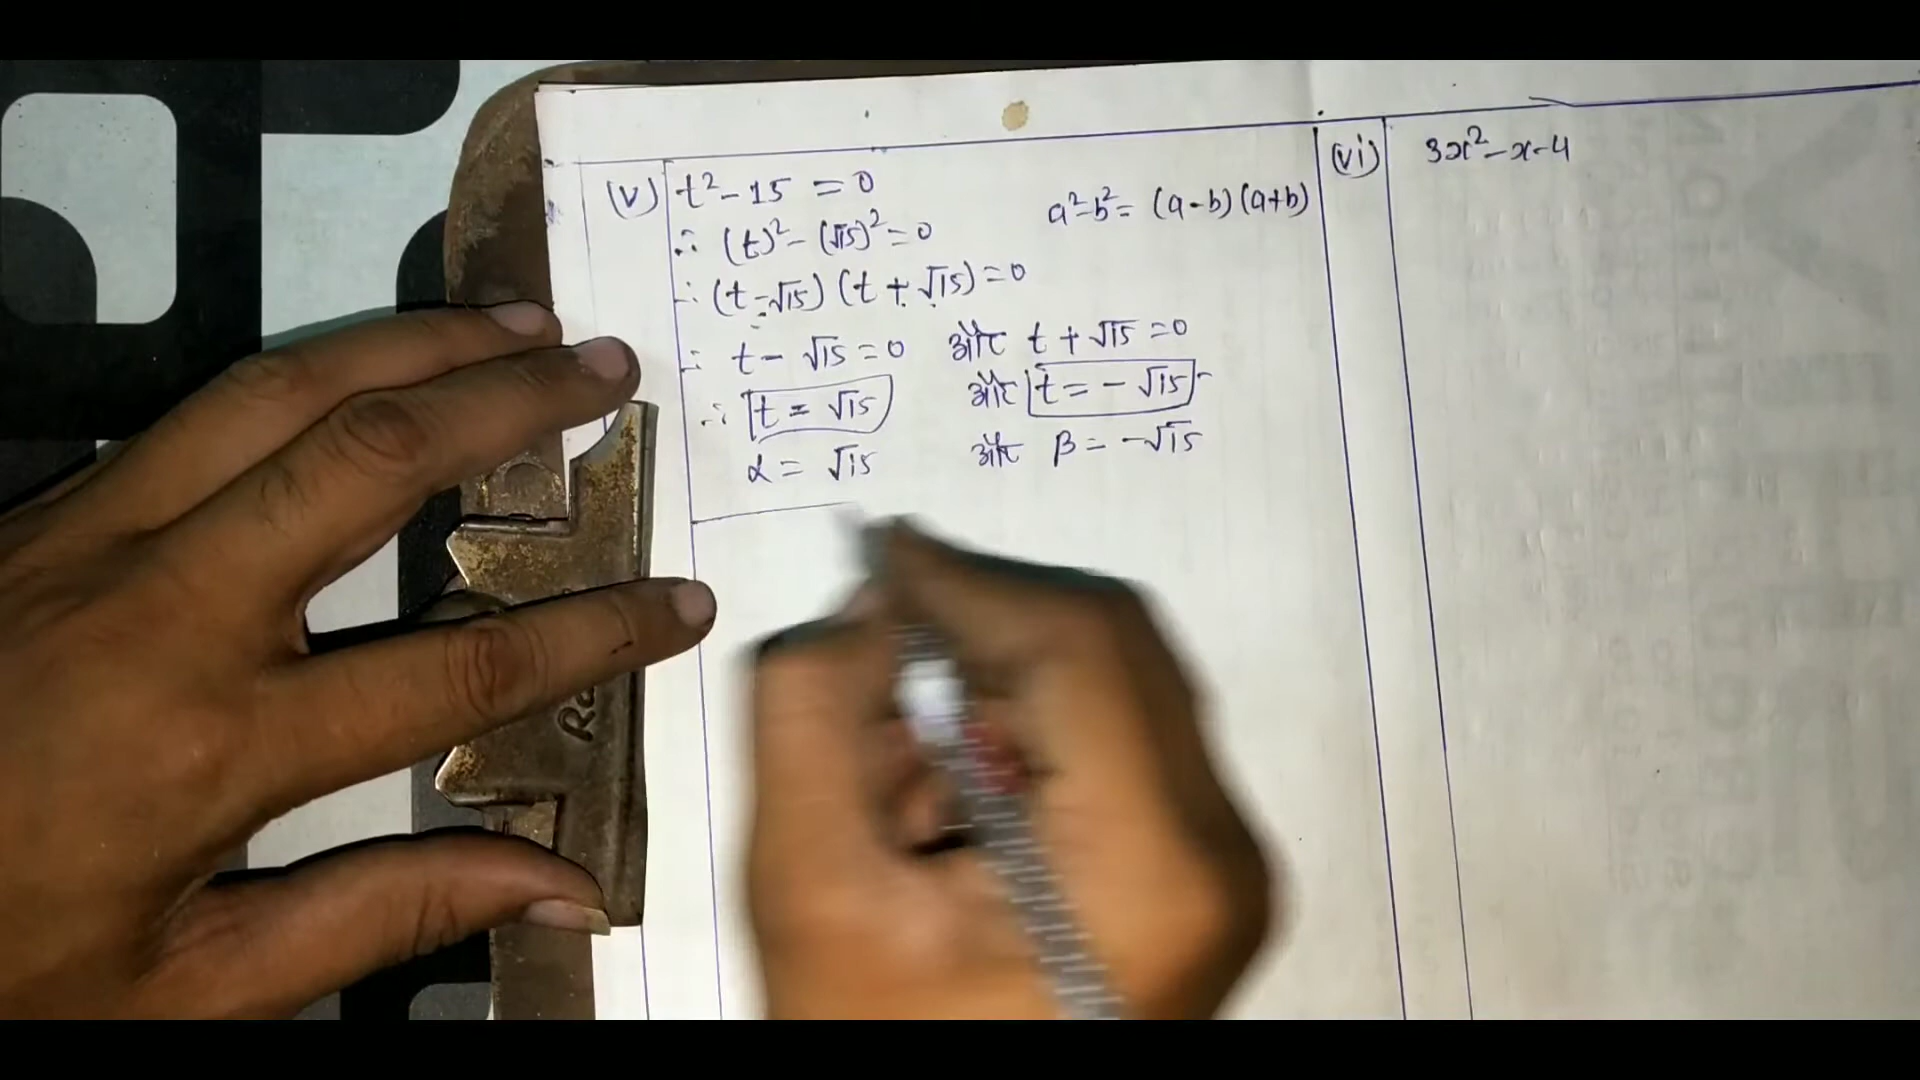 (v) t² - 15 = 0
a² - b² = (a - b) (a + b)
∴ (t)² - (√15)² = 0
∴ (t - √15) (t + √15) = 0
∴ t - √15 = 0 और t + √15 = 0
∴ t = √15 और t = - √15
α = √15 और β = - √15
(vi) 3x² - x - 4